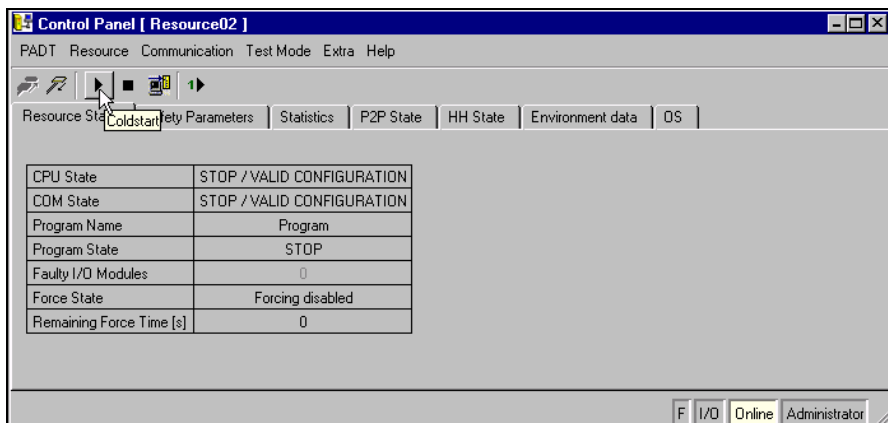 Control Panel [ Resource02 ]
PADT Resource Communication Test Mode Extra Help
1
Resource Sta fety Parameters Statistics P2P State HH State Environment data OS
Coldstart
CPU State STOP / VALID CONFIGURATION
COM State STOP / VALID CONFIGURATION
Program Name Program
Program State STOP
Faulty I/O Modules 0
Force State Forcing disabled
Remaining Force Time [s] 0
F I/O Online Administrator